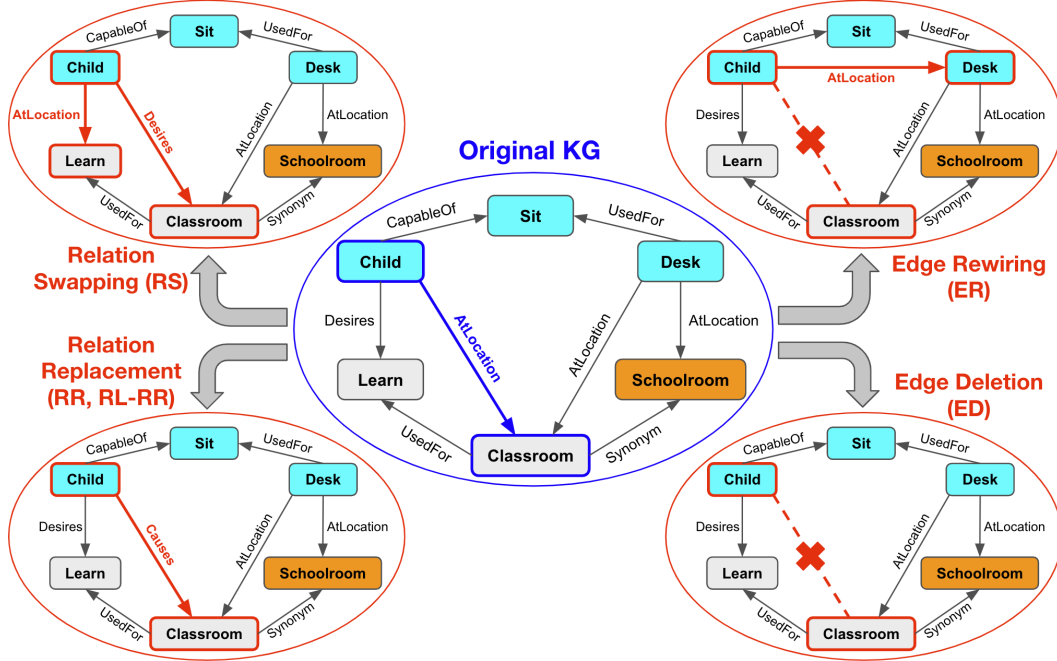 CapableOf
Sit
UsedFor
Child
Desk
AtLocation
Desires
AtLocation
AtLocation
Learn
Schoolroom
UsedFor
Classroom
Synonym
Relation
Swapping (RS)
CapableOf
Sit
UsedFor
Child
AtLocation
Desk
Desires
AtLocation
AtLocation
Learn
Schoolroom
UsedFor
Classroom
Synonym
Edge Rewiring
(ER)
Original KG
CapableOf
Sit
UsedFor
Child
Desk
Desires
AtLocation
AtLocation
AtLocation
Learn
Schoolroom
UsedFor
Classroom
Synonym
Relation
Replacement
(RR, RL-RR)
CapableOf
Sit
UsedFor
Child
Desk
Desires
Causes
AtLocation
AtLocation
Learn
Schoolroom
UsedFor
Classroom
Synonym
Edge Deletion
(ED)
CapableOf
Sit
UsedFor
Child
Desk
Desires
AtLocation
AtLocation
Learn
Schoolroom
UsedFor
Classroom
Synonym